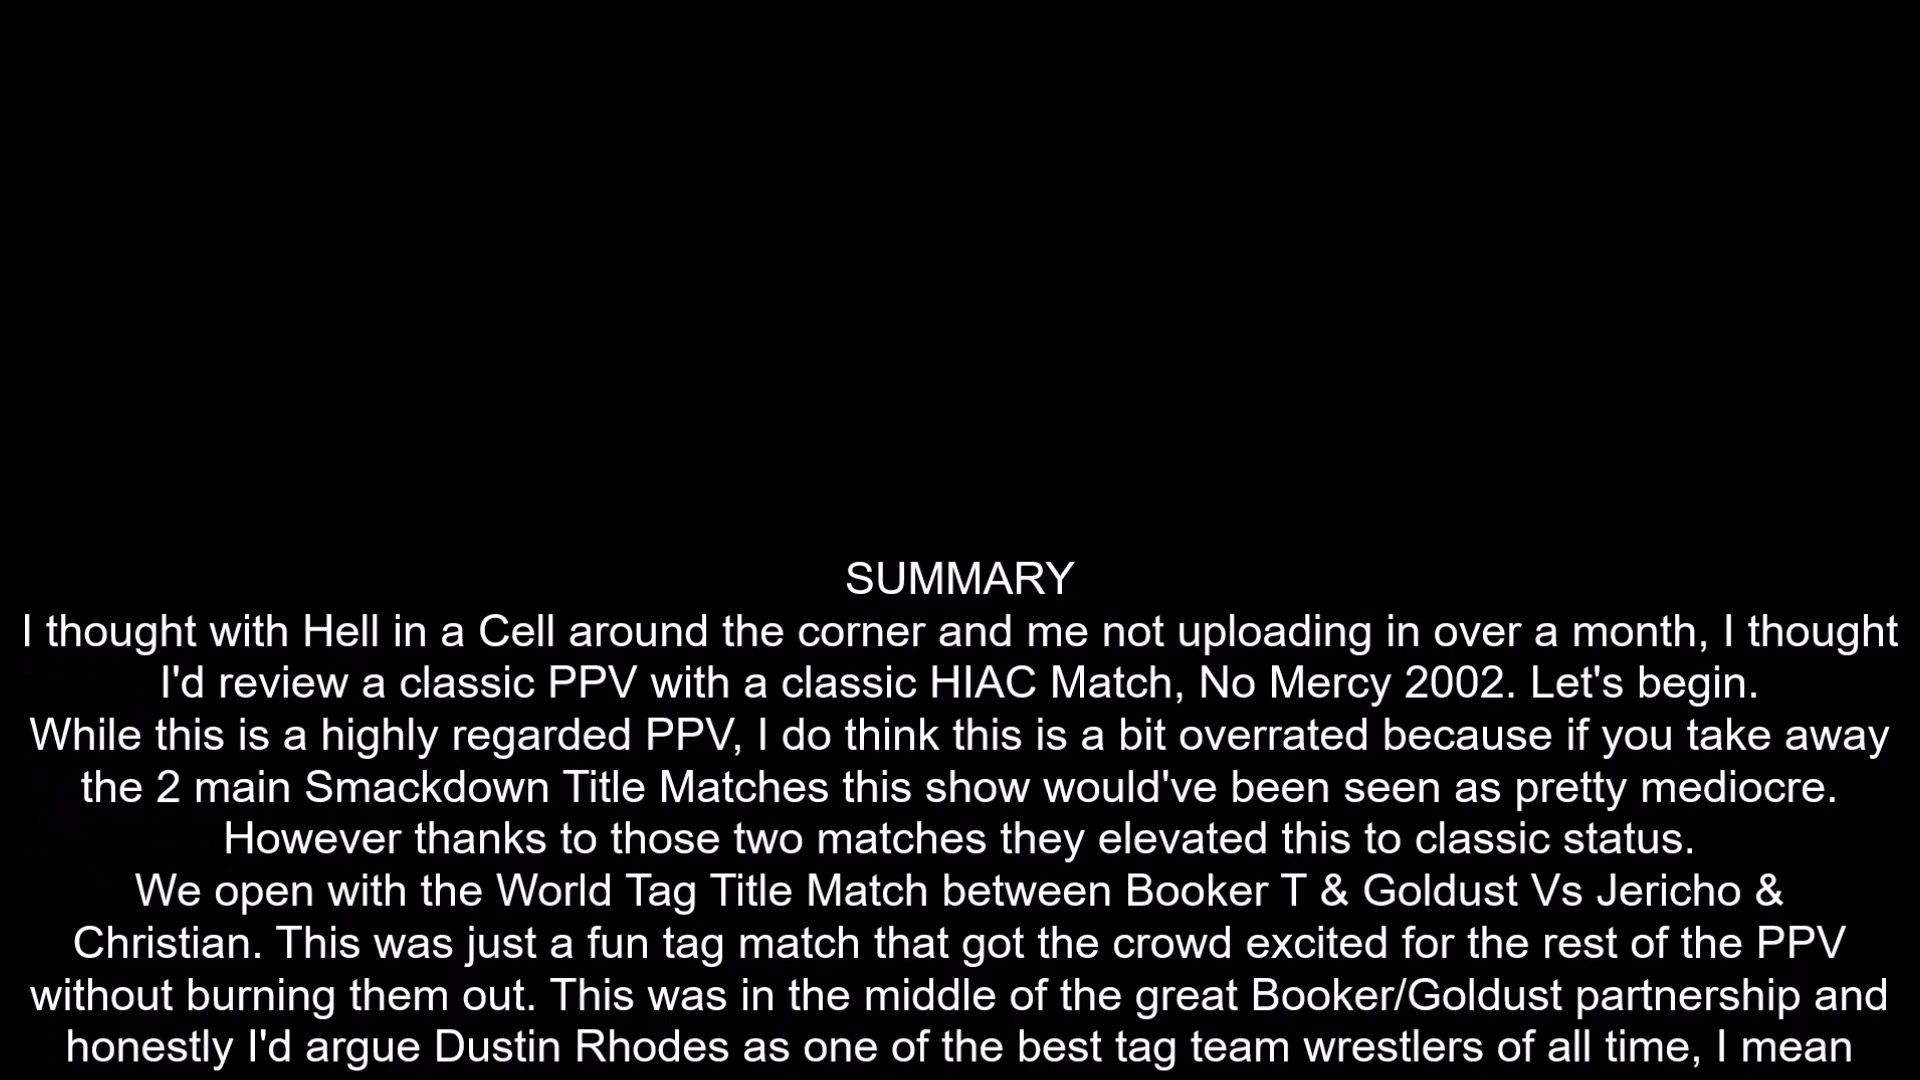 SUMMARY
I thought with Hell in a Cell around the corner and me not uploading in over a month, I thought
I'd review a classic PPV with a classic HIAC Match, No Mercy 2002. Let's begin.
While this is a highly regarded PPV, I do think this is a bit overrated because if you take away
the 2 main Smackdown Title Matches this show would've been seen as pretty mediocre.
However thanks to those two matches they elevated this to classic status.
We open with the World Tag Title Match between Booker T & Goldust Vs Jericho &
Christian. This was just a fun tag match that got the crowd excited for the rest of the PPV
without burning them out. This was in the middle of the great Booker/Goldust partnership and
honestly I'd argue Dustin Rhodes as one of the best tag team wrestlers of all time, I mean